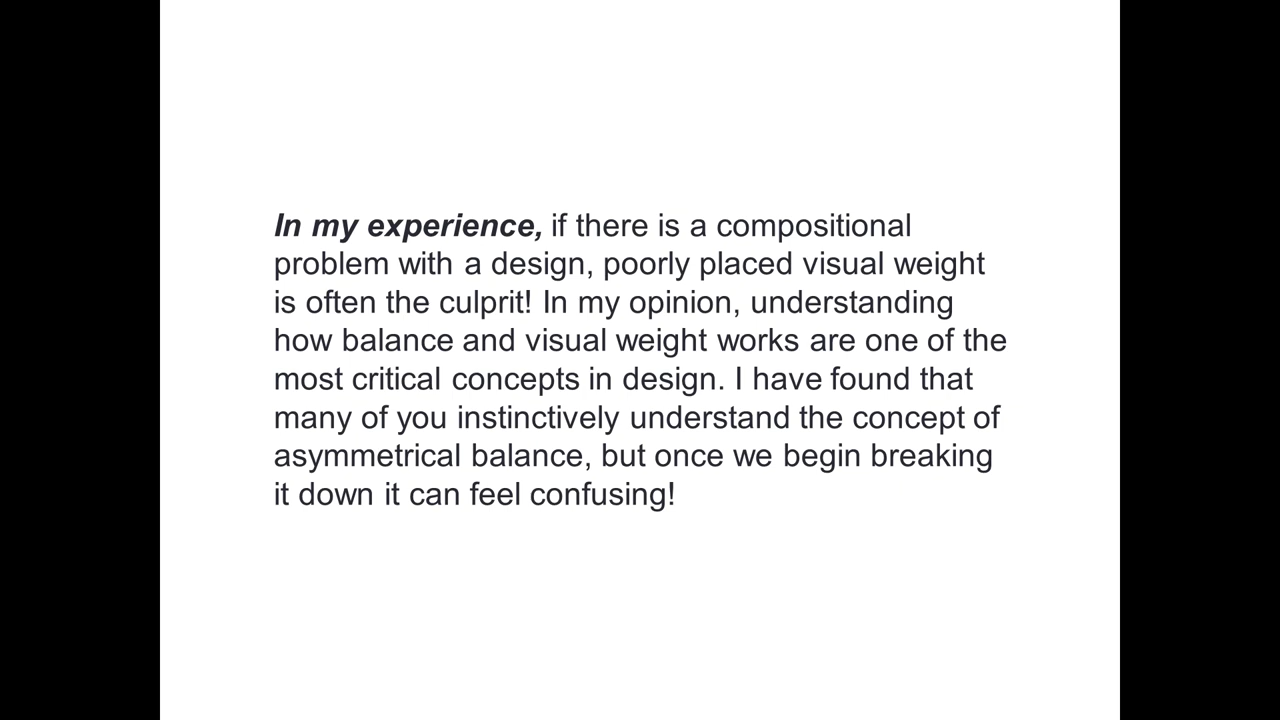 In my experience, if there is a compositional
problem with a design, poorly placed visual weight
is often the culprit! In my opinion, understanding
how balance and visual weight works are one of the
most critical concepts in design. I have found that
many of you instinctively understand the concept of
asymmetrical balance, but once we begin breaking
it down it can feel confusing!